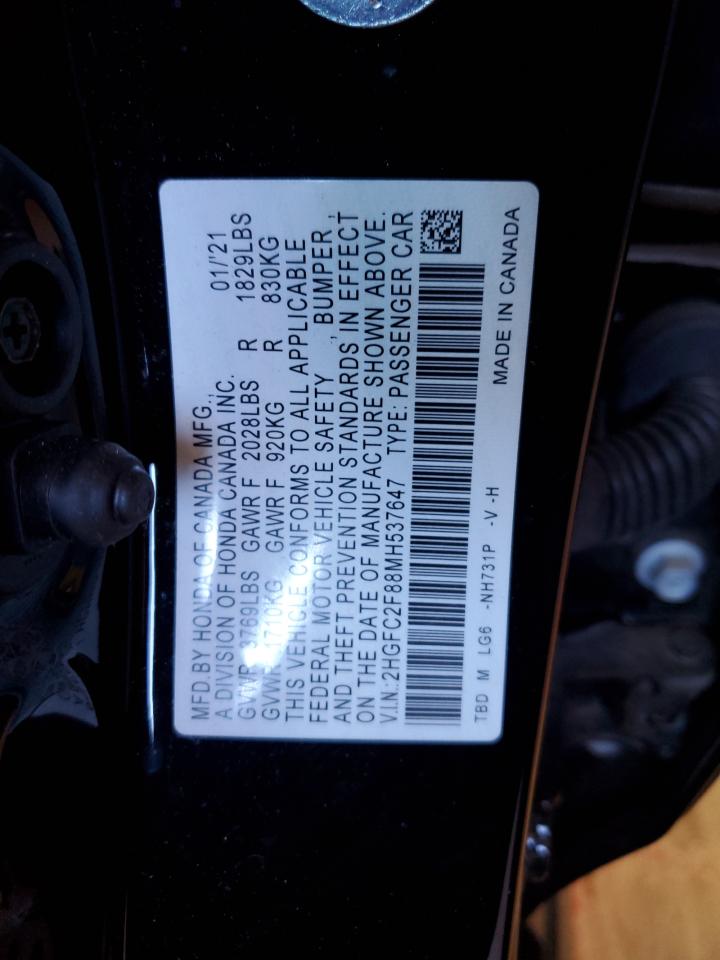 MFD.BY HONDA OF CANADA MFG.,
A DIVISION OF HONDA CANADA INC. 01/'21
GVWR 3769LBS GAWR F 2028LBS R 1829LBS
GVWR 1710KG GAWR F 920KG R 830KG
THIS VEHICLE CONFORMS TO ALL APPLICABLE
FEDERAL MOTOR VEHICLE SAFETY , BUMPER ,
AND THEFT PREVENTION STANDARDS IN EFFECT
ON THE DATE OF MANUFACTURE SHOWN ABOVE.
V.I.N.:2HGFC2F88MH537647 TYPE: PASSENGER CAR
TBD M LG6 -NH731P -V -H MADE IN CANADA